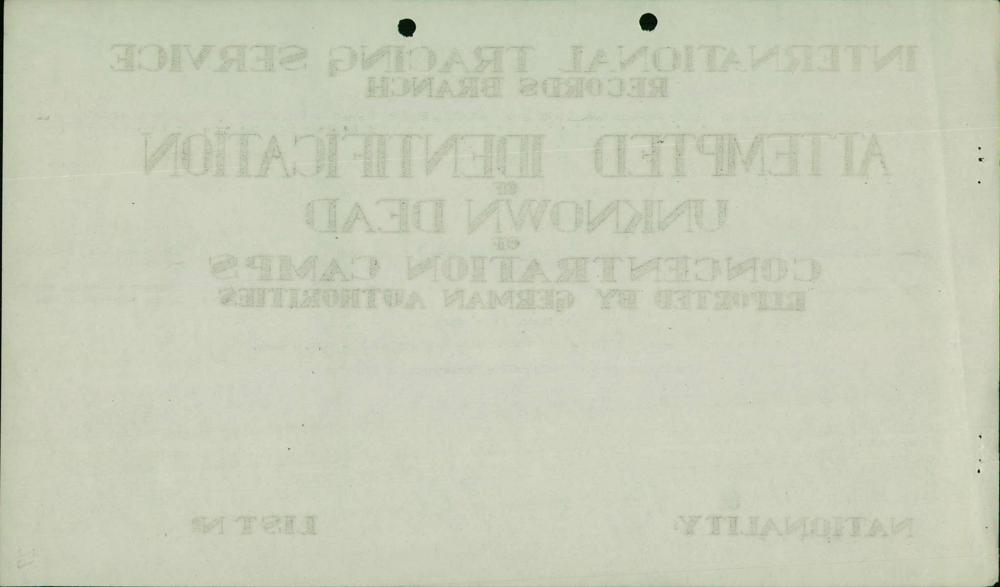 INTERNATIONAL TRACING SERVICE
RECORDS BRANCH
ATTEMPTED IDENTIFICATION
OF
UNKNOWN DEAD
OF
CONCENTRATION CAMPS
REPORTED BY GERMAN AUTHORITIES
NATIONALITY: LIST Nº